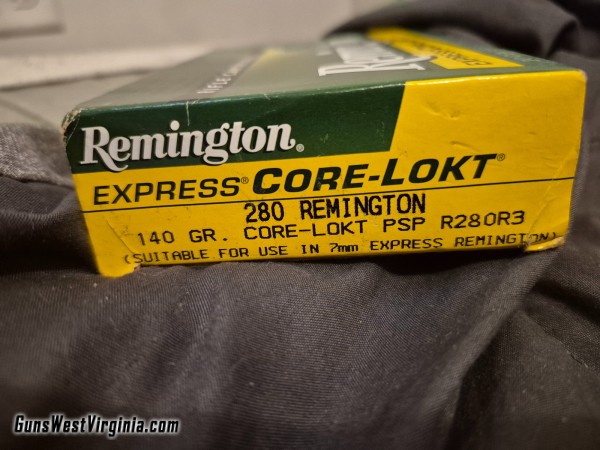 Remington®
EXPRESS® CORE-LOKT®
280 REMINGTON
140 GR. CORE-LOKT PSP R280R3
(SUITABLE FOR USE IN 7mm EXPRESS REMINGTON)
GunsWestVirginia.com